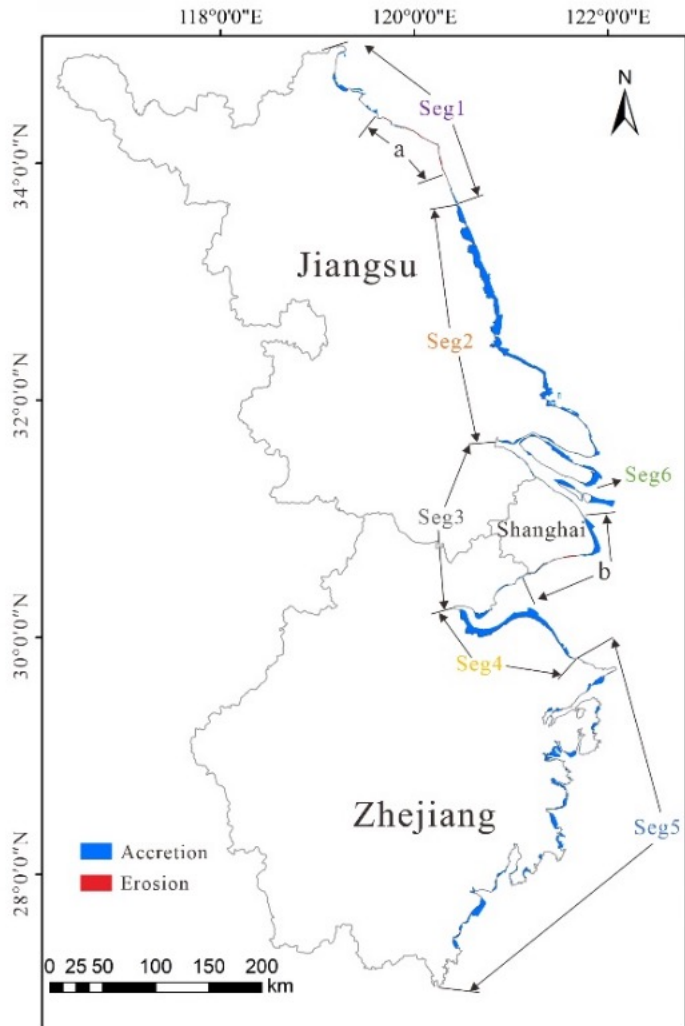 118°0'0"E 120°0'0"E 122°0'0"E
N
Seg1
a
34°0'0"N
Jiangsu
Seg2
32°0'0"N
Seg6
Seg3
Shanghai
b
30°0'0"N
Seg4
Zhejiang
Seg5
Accretion
28°0'0"N
Erosion
0 25 50 100 150 200
km